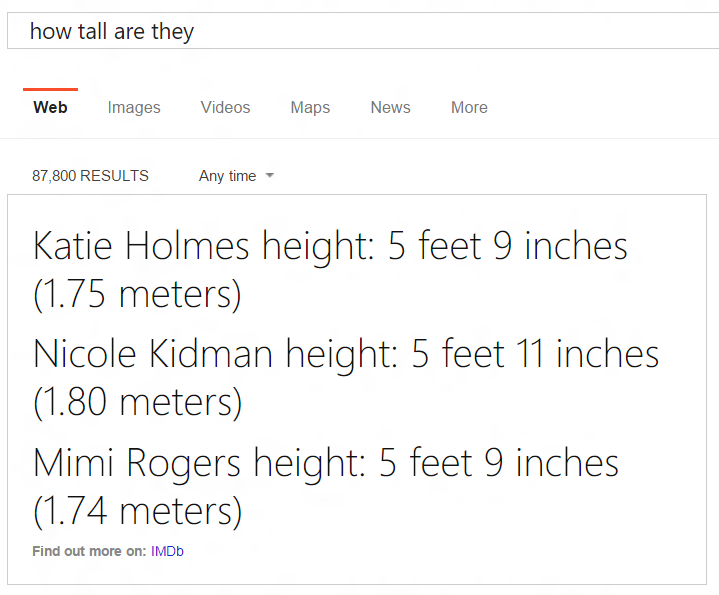 how tall are they
Web Images Videos Maps News More
87,800 RESULTS Any time
Katie Holmes height: 5 feet 9 inches
(1.75 meters)
Nicole Kidman height: 5 feet 11 inches
(1.80 meters)
Mimi Rogers height: 5 feet 9 inches
(1.74 meters)
Find out more on: IMDb